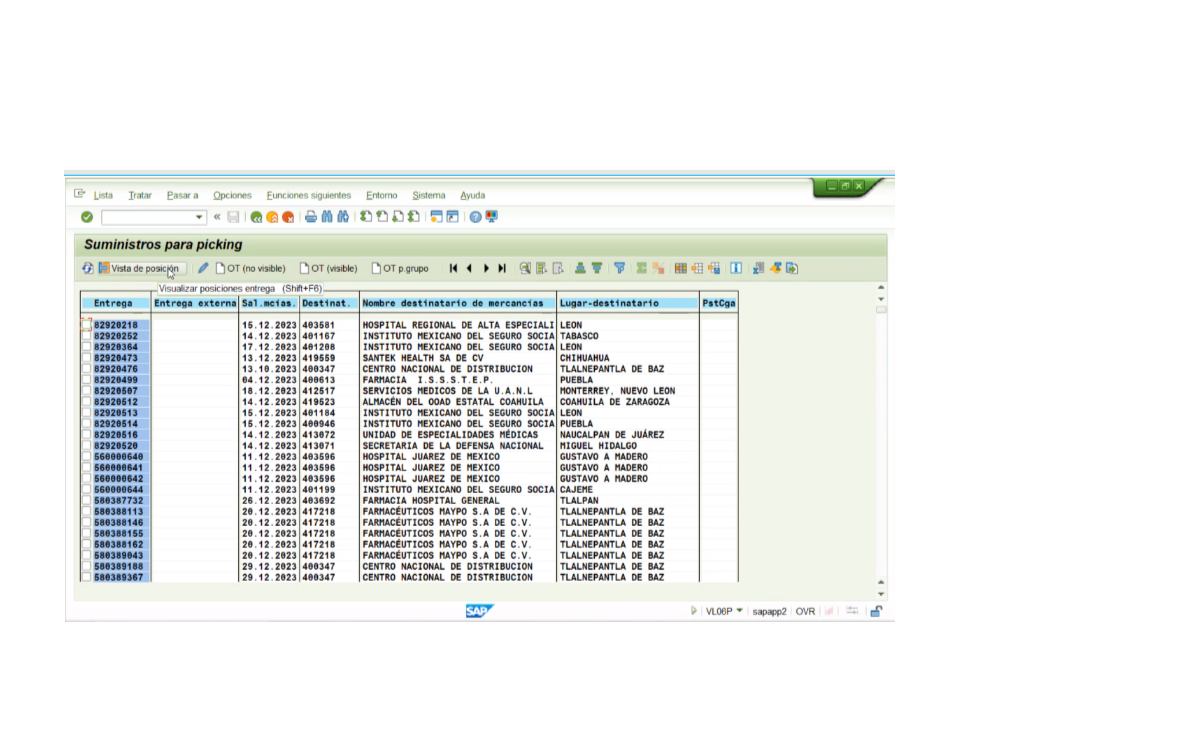 Lista Tratar Pasar a Opciones Funciones siguientes Entorno Sistema Ayuda
Suministros para picking
Vista de posición OT (no visible) OT (visible) OT p.grupo
Visualizar posiciones entrega (Shift+F6)
Entrega Entrega externa Sal.mcías. Destinat. Nombre destinatario de mercancías Lugar-destinatario PstCga
82920218 15.12.2023 403581 HOSPITAL REGIONAL DE ALTA ESPECIALI LEON
82920252 14.12.2023 401167 INSTITUTO MEXICANO DEL SEGURO SOCIA TABASCO
82920364 17.12.2023 401208 INSTITUTO MEXICANO DEL SEGURO SOCIA LEON
82920473 13.12.2023 419559 SANTEK HEALTH SA DE CV CHIHUAHUA
82920476 13.10.2023 400347 CENTRO NACIONAL DE DISTRIBUCION TLALNEPANTLA DE BAZ
82920499 04.12.2023 400613 FARMACIA I.S.S.S.T.E.P. PUEBLA
82920507 18.12.2023 412517 SERVICIOS MEDICOS DE LA U.A.N.L MONTERREY, NUEVO LEON
82920512 14.12.2023 419523 ALMACÉN DEL OOAD ESTATAL COAHUILA COAHUILA DE ZARAGOZA
82920513 15.12.2023 401184 INSTITUTO MEXICANO DEL SEGURO SOCIA LEON
82920514 15.12.2023 400946 INSTITUTO MEXICANO DEL SEGURO SOCIA PUEBLA
82920516 14.12.2023 413072 UNIDAD DE ESPECIALIDADES MÉDICAS NAUCALPAN DE JUÁREZ
82920520 14.12.2023 413071 SECRETARIA DE LA DEFENSA NACIONAL MIGUEL HIDALGO
560000640 11.12.2023 403596 HOSPITAL JUAREZ DE MEXICO GUSTAVO A MADERO
560000641 11.12.2023 403596 HOSPITAL JUAREZ DE MEXICO GUSTAVO A MADERO
560000642 11.12.2023 403596 HOSPITAL JUAREZ DE MEXICO GUSTAVO A MADERO
560000644 11.12.2023 401199 INSTITUTO MEXICANO DEL SEGURO SOCIA CAJEME
580387732 26.12.2023 403692 FARMACIA HOSPITAL GENERAL TLALPAN
580388113 20.12.2023 417218 FARMACÉUTICOS MAYPO S.A DE C.V. TLALNEPANTLA DE BAZ
580388146 20.12.2023 417218 FARMACÉUTICOS MAYPO S.A DE C.V. TLALNEPANTLA DE BAZ
580388155 20.12.2023 417218 FARMACÉUTICOS MAYPO S.A DE C.V. TLALNEPANTLA DE BAZ
580388162 20.12.2023 417218 FARMACÉUTICOS MAYPO S.A DE C.V. TLALNEPANTLA DE BAZ
580389043 20.12.2023 417218 FARMACÉUTICOS MAYPO S.A DE C.V. TLALNEPANTLA DE BAZ
580389188 29.12.2023 400347 CENTRO NACIONAL DE DISTRIBUCION TLALNEPANTLA DE BAZ
580389367 29.12.2023 400347 CENTRO NACIONAL DE DISTRIBUCION TLALNEPANTLA DE BAZ
SAP VL06P sapapp2 OVR